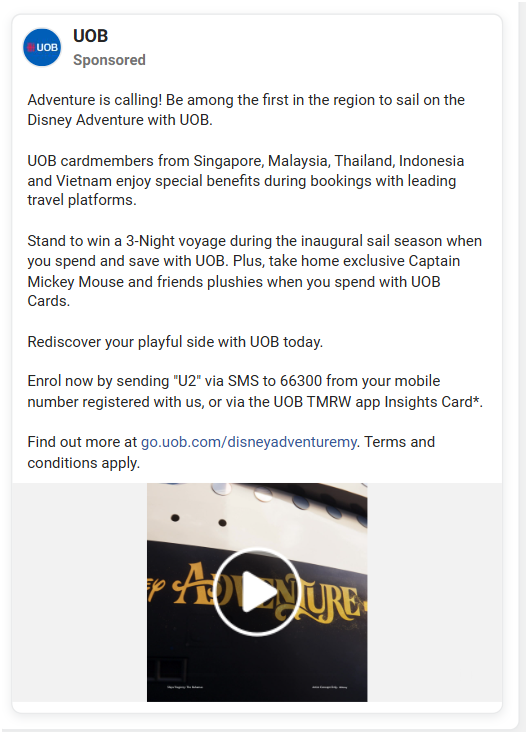 UOB
UOB
Sponsored
Adventure is calling! Be among the first in the region to sail on the
Disney Adventure with UOB.
UOB cardmembers from Singapore, Malaysia, Thailand, Indonesia
and Vietnam enjoy special benefits during bookings with leading
travel platforms.
Stand to win a 3-Night voyage during the inaugural sail season when
you spend and save with UOB. Plus, take home exclusive Captain
Mickey Mouse and friends plushies when you spend with UOB
Cards.
Rediscover your playful side with UOB today.
Enrol now by sending "U2" via SMS to 66300 from your mobile
number registered with us, or via the UOB TMRW app Insights Card*.
Find out more at go.uob.com/disneyadventuremy. Terms and
conditions apply.
ADVENTURE